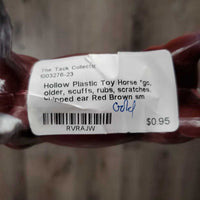 The Tack Collector
1003276-23
Hollow Plastic Toy Horse *gc,
older, scuffs, rubs, scratches,
chipped ear Red Brown sm
Odd
RVRAJW
$0.95